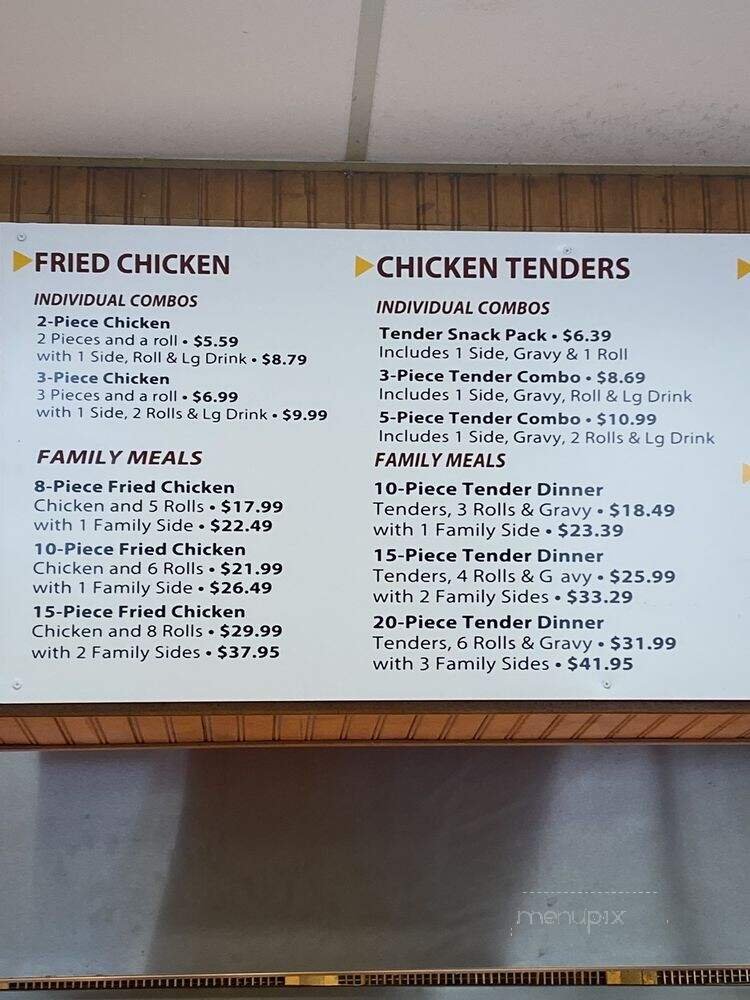 FRIED CHICKEN
INDIVIDUAL COMBOS
2-Piece Chicken
2 Pieces and a roll • $5.59
with 1 Side, Roll & Lg Drink • $8.79
3-Piece Chicken
3 Pieces and a roll • $6.99
with 1 Side, 2 Rolls & Lg Drink • $9.99
FAMILY MEALS
8-Piece Fried Chicken
Chicken and 5 Rolls • $17.99
with 1 Family Side • $22.49
10-Piece Fried Chicken
Chicken and 6 Rolls • $21.99
with 1 Family Side • $26.49
15-Piece Fried Chicken
Chicken and 8 Rolls • $29.99
with 2 Family Sides • $37.95
CHICKEN TENDERS
INDIVIDUAL COMBOS
Tender Snack Pack • $6.39
Includes 1 Side, Gravy & 1 Roll
3-Piece Tender Combo • $8.69
Includes 1 Side, Gravy, Roll & Lg Drink
5-Piece Tender Combo • $10.99
Includes 1 Side, Gravy, 2 Rolls & Lg Drink
FAMILY MEALS
10-Piece Tender Dinner
Tenders, 3 Rolls & Gravy • $18.49
with 1 Family Side • $23.39
15-Piece Tender Dinner
Tenders, 4 Rolls & G avy • $25.99
with 2 Family Sides • $33.29
20-Piece Tender Dinner
Tenders, 6 Rolls & Gravy • $31.99
with 3 Family Sides • $41.95
menupix